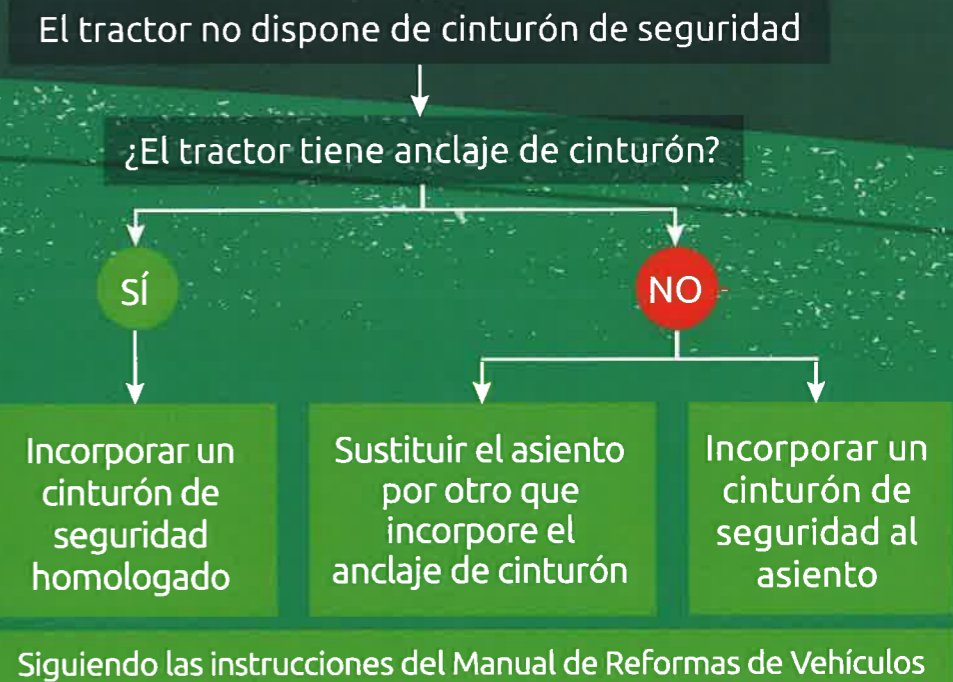 El tractor no dispone de cinturón de seguridad
¿El tractor tiene anclaje de cinturón?
SÍ
NO
Incorporar un
cinturón de
seguridad
homologado
Sustituir el asiento
por otro que
incorpore el
anclaje de cinturón
Incorporar un
cinturón de
seguridad al
asiento
Siguiendo las instrucciones del Manual de Reformas de Vehículos